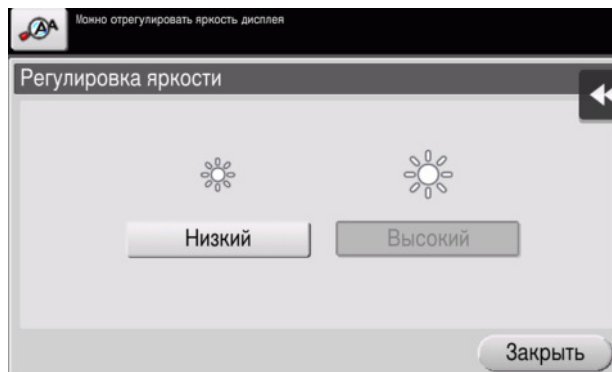 Можно отрегулировать яркость дисплея
Регулировка яркости
Низкий
Высокий
Закрыть